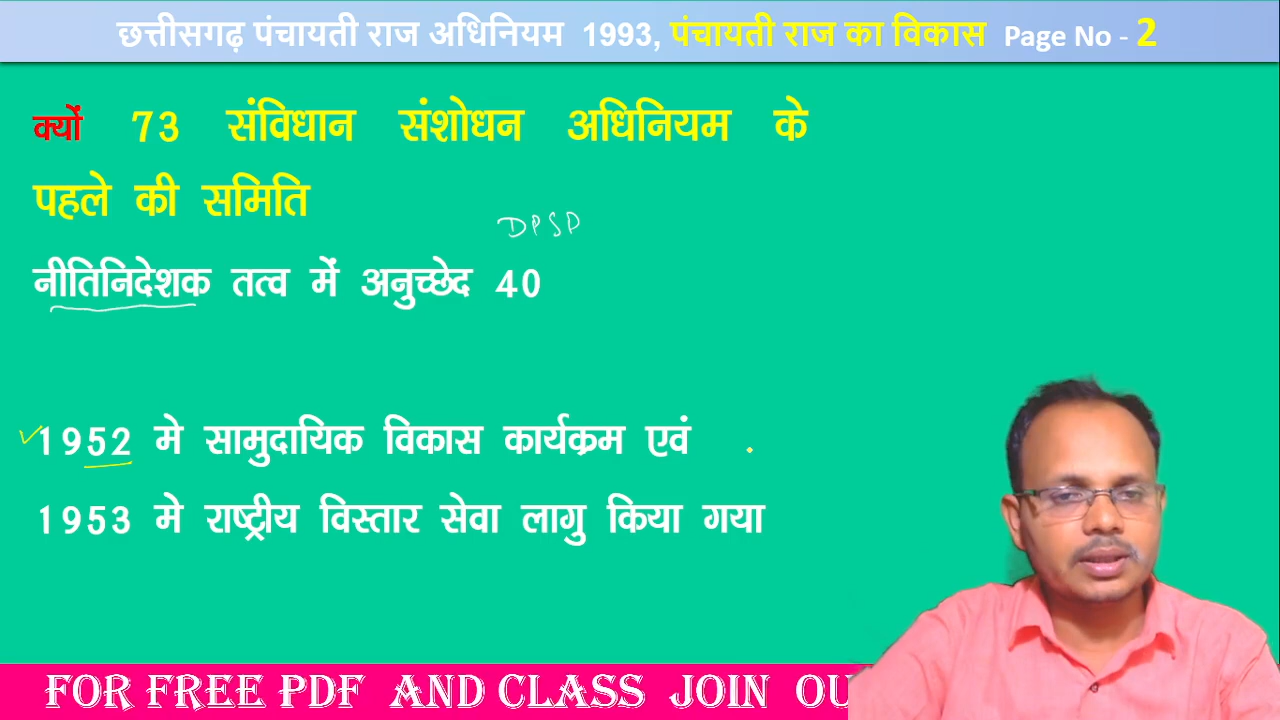 छत्तीसगढ़ पंचायती राज अधिनियम 1993, पंचायती राज का विकास Page No - 2
क्यों 73 संविधान संशोधन अधिनियम के
पहले की समिति
DPSP
नीतिनिदेशक तत्व में अनुच्छेद 40
1952 मे सामुदायिक विकास कार्यक्रम एवं
1953 मे राष्ट्रीय विस्तार सेवा लागु किया गया
FOR FREE PDF AND CLASS JOIN OU